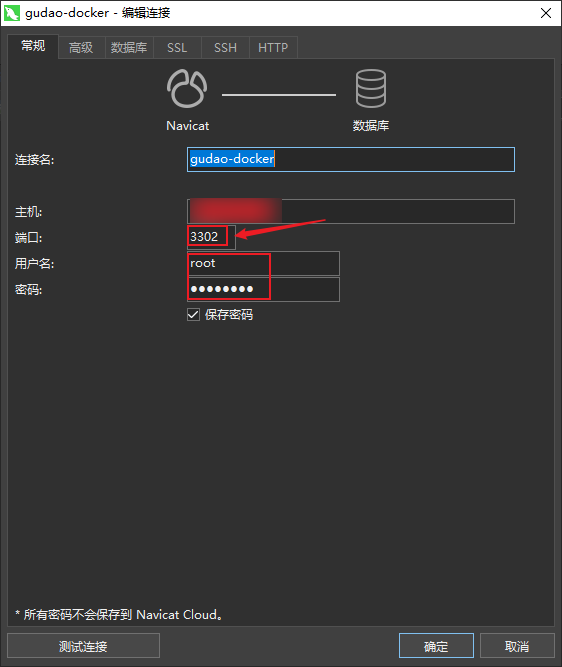 gudao-docker - 编辑连接
常规 高级 数据库 SSL SSH HTTP
Navicat 数据库
连接名: gudao-docker
主机:
端口: 3302
用户名: root
密码: ●●●●●●●●
保存密码
* 所有密码不会保存到 Navicat Cloud。
测试连接 确定 取消